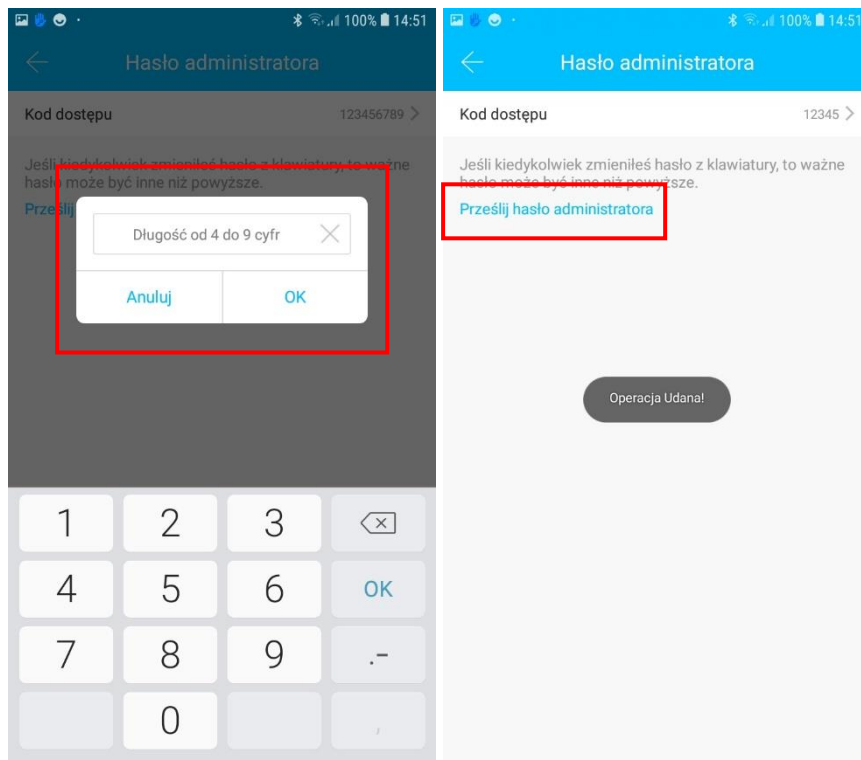 100% 14:51
Hasło administratora
Kod dostępu 123456789
Jeśli kiedykolwiek zmieniłeś hasło z klawiatury, to ważne
hasło może być inne niż powyższe.
Prześlij
Długość od 4 do 9 cyfr
Anuluj OK
1 2 3
4 5 6 OK
7 8 9 .-
0 ,
100% 14:51
Hasło administratora
Kod dostępu 12345
Jeśli kiedykolwiek zmieniłeś hasło z klawiatury, to ważne
hasło może być inne niż powyższe.
Prześlij hasło administratora
Operacja Udana!